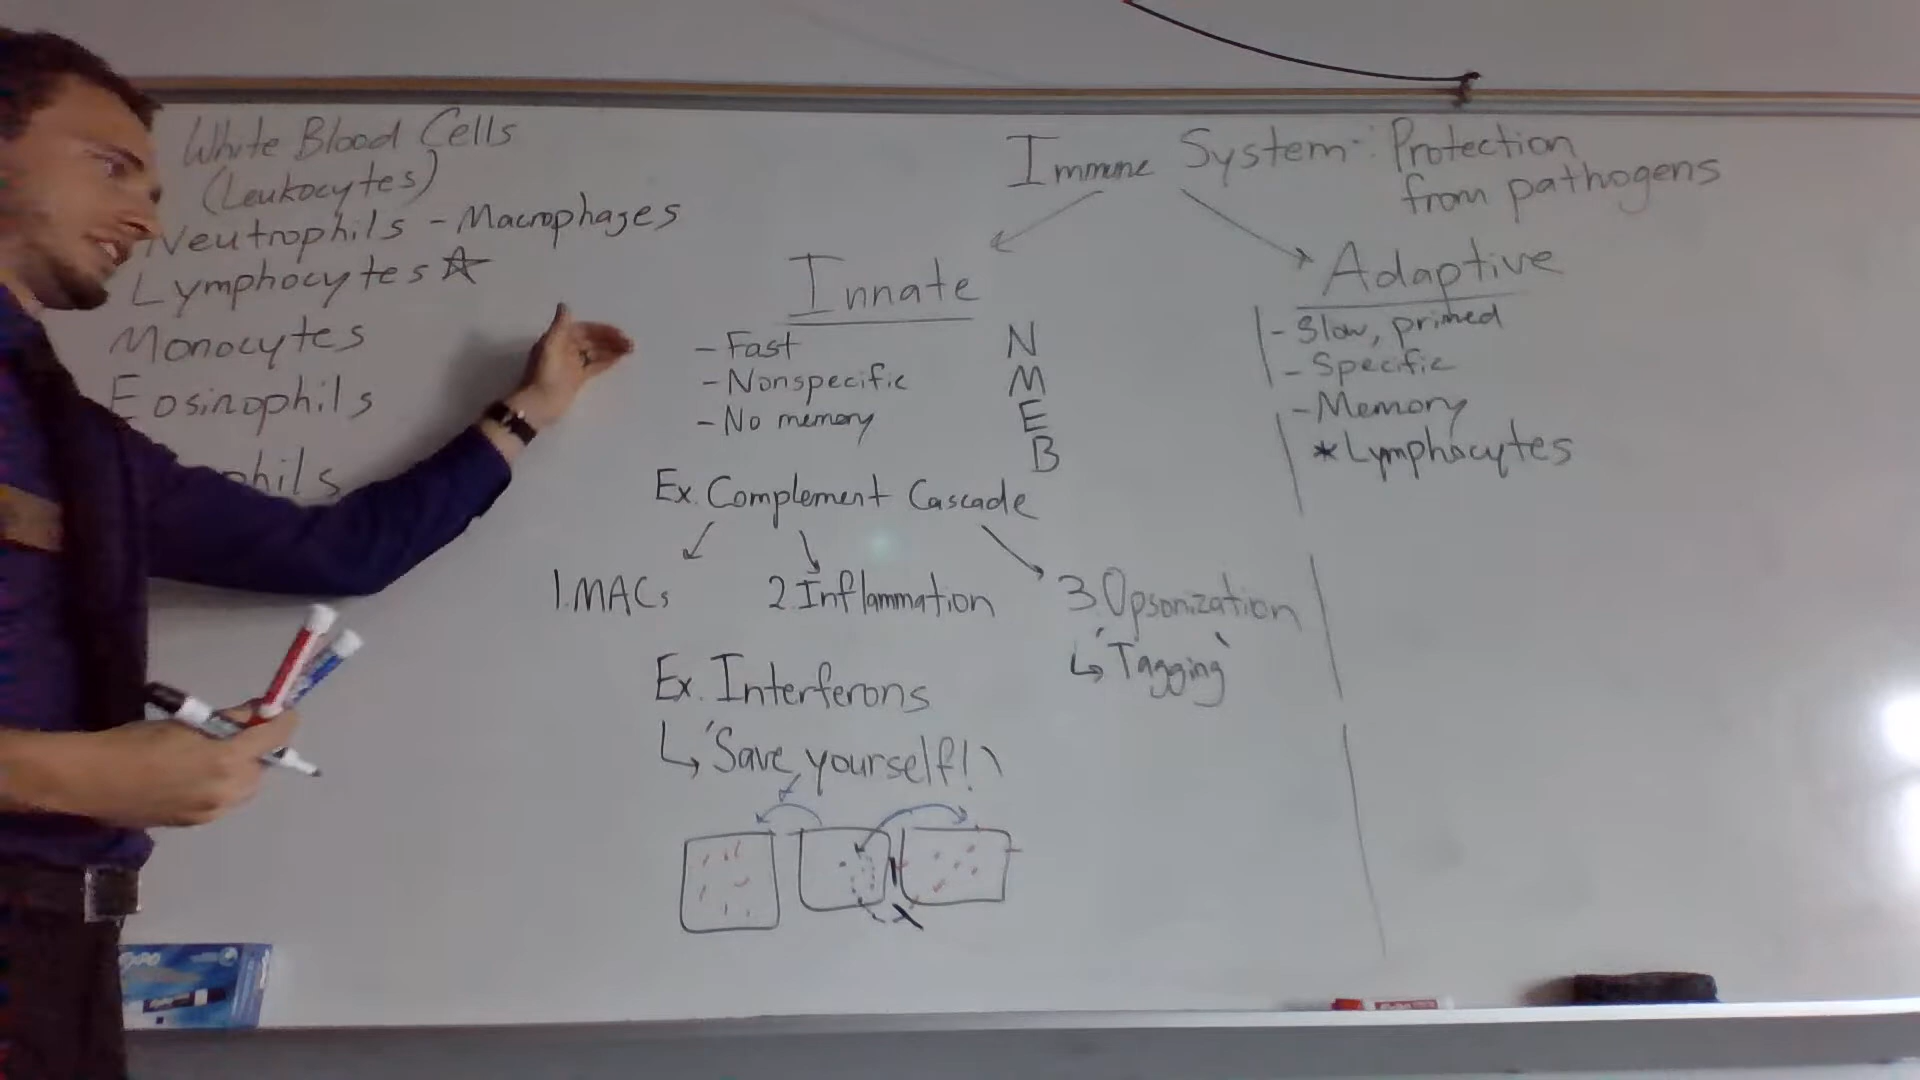 White Blood Cells
(Leukocytes)
Neutrophils - Macrophages
Lymphocytes☆
Monocytes
Eosinophils
ophils
Immune System: Protection
from pathogens
Innate
- Fast
- Nonspecific
- No memory
N
M
E
B
Ex. Complement Cascade
1. MACs
2. Inflammation
3. Opsonization
↳ "Tagging"
Ex. Interferons
↳ "Save yourself!"
Adaptive
- Slow, primed
- Specific
- Memory
*Lymphocytes
EXPO